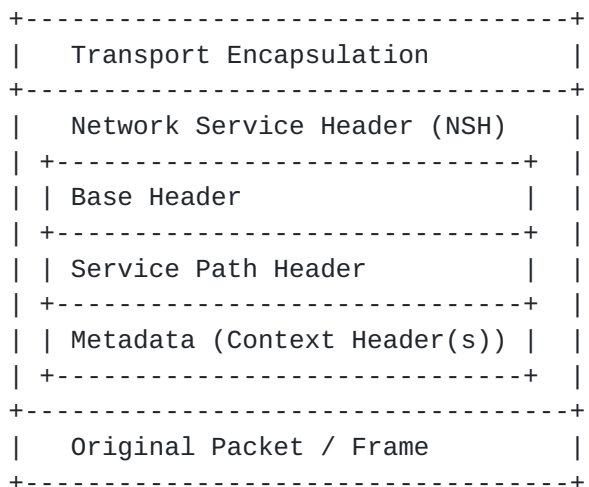 +----------------------------------+
|   Transport Encapsulation        |
+----------------------------------+
|   Network Service Header (NSH)   |
| +-----------------------------+  |
| | Base Header                 |  |
| +-----------------------------+  |
| | Service Path Header         |  |
| +-----------------------------+  |
| | Metadata (Context Header(s)) | |
| +-----------------------------+  |
+----------------------------------+
|   Original Packet / Frame        |
+----------------------------------+